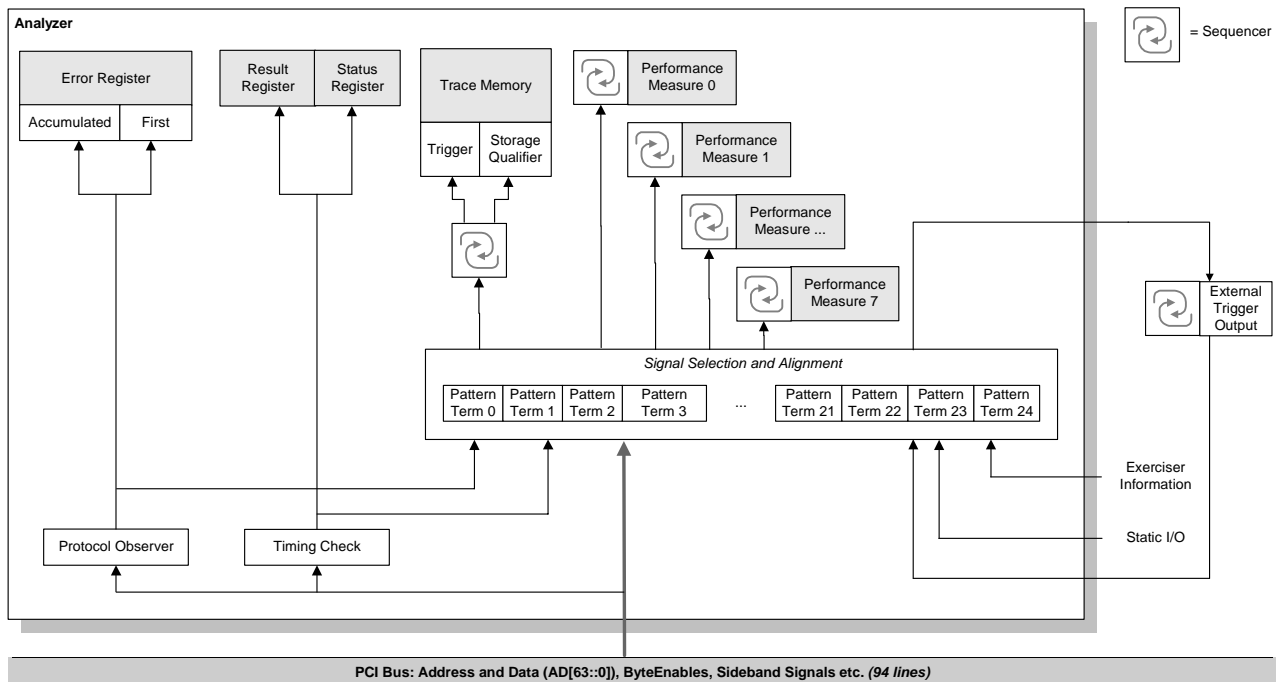 Analyzer
= Sequencer
Error Register
Accumulated
First
Result
Register
Status
Register
Trace Memory
Trigger
Storage
Qualifier
Performance
Measure 0
Performance
Measure 1
Performance
Measure ...
Performance
Measure 7
External
Trigger
Output
Signal Selection and Alignment
Pattern
Term 0
Pattern
Term 1
Pattern
Term 2
Pattern
Term 3
...
Pattern
Term 21
Pattern
Term 22
Pattern
Term 23
Pattern
Term 24
Exerciser
Information
Static I/O
Protocol Observer
Timing Check
PCI Bus: Address and Data (AD[63::0]), ByteEnables, Sideband Signals etc. (94 lines)